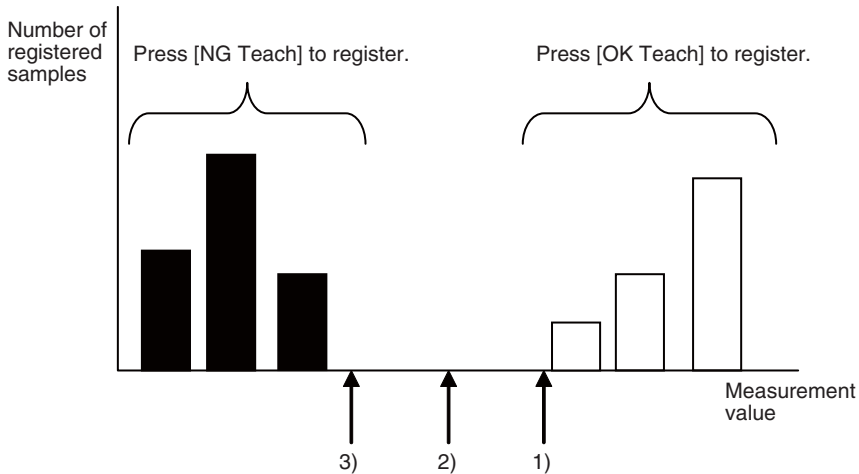 Number of
registered
samples
Press [NG Teach] to register.
Press [OK Teach] to register.
Measurement
value
3)
2)
1)